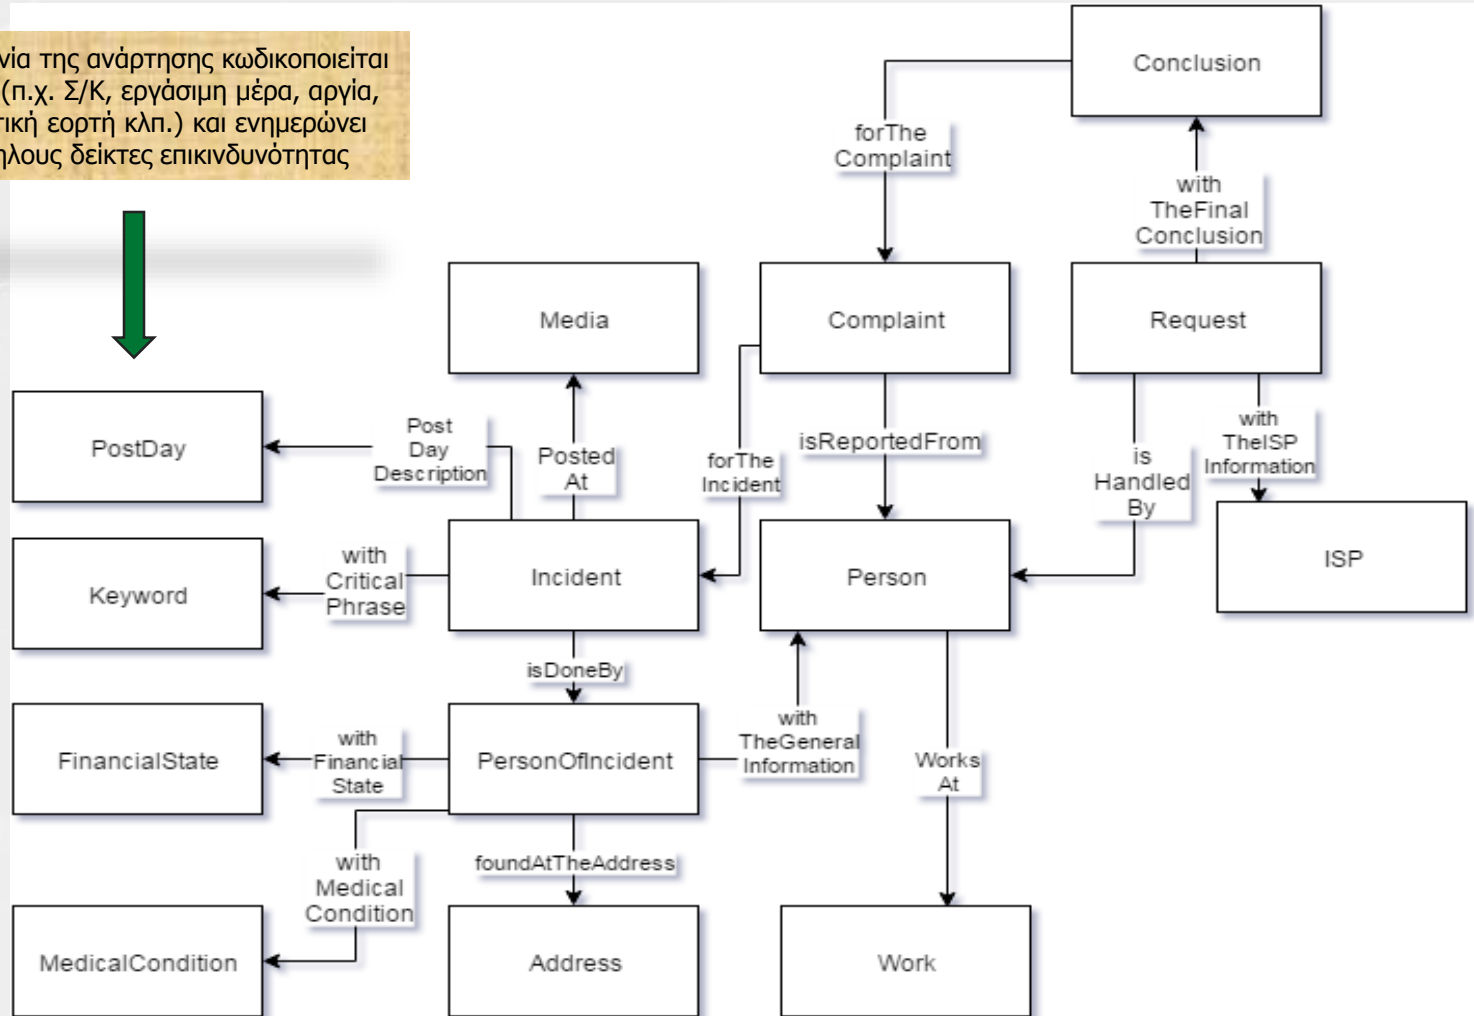 της ανάρτησης κωδικοποιείται
(π.χ. Σ/Κ, εργάσιμη μέρα, αργία,
εορτή κλπ.) και ενημερώνει
δείκτες επικινδυνότητας
Conclusion
forThe
Complaint
with
TheFinal
Conclusion
Media
Complaint
Request
PostDay
Post
Day
Description
Posted
At
forThe
Incident
isReportedFrom
is
Handled
By
with
TheISP
Information
Keyword
with
Critical
Phrase
Incident
Person
ISP
isDoneBy
FinancialState
with
Financial
State
PersonOfIncident
with
TheGeneral
Information
Works
At
with
Medical
Condition
foundAtTheAddress
MedicalCondition
Address
Work